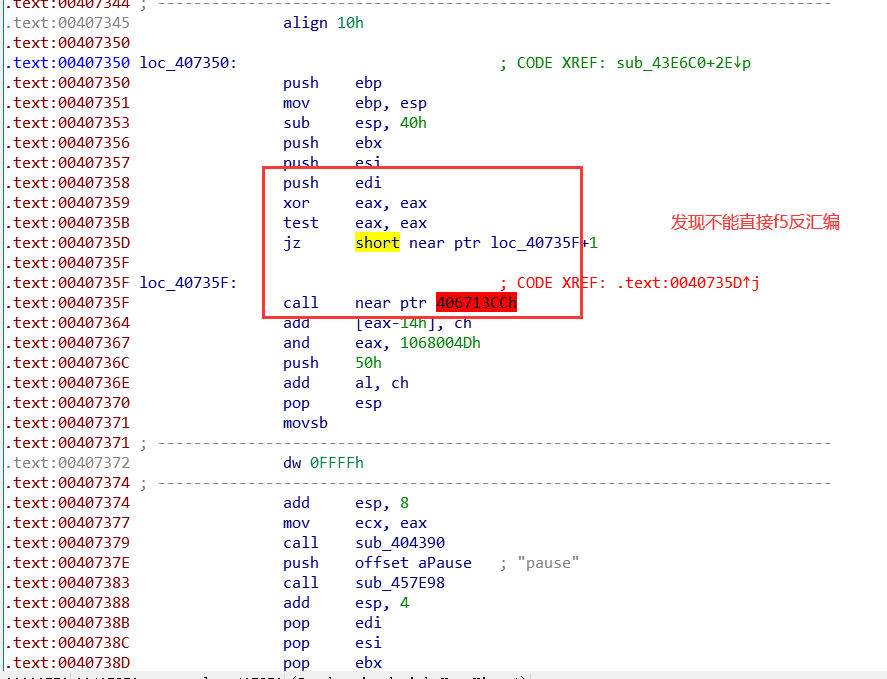 .text:00407344 ; ---------------------------------------------------------------------------
.text:00407345 align 10h
.text:00407350
.text:00407350 loc_407350: ; CODE XREF: sub_43E6C0+2E↓p
.text:00407350 push ebp
.text:00407351 mov ebp, esp
.text:00407353 sub esp, 40h
.text:00407356 push ebx
.text:00407357 push esi
.text:00407358 push edi
.text:00407359 xor eax, eax
.text:0040735B test eax, eax
发现不能直接f5反汇编
.text:0040735D jz short near ptr loc_40735F+1
.text:0040735F
.text:0040735F loc_40735F: ; CODE XREF: .text:0040735D↑j
.text:0040735F call near ptr 406713CCh
.text:00407364 add [eax-14h], ch
.text:00407367 and eax, 1068004Dh
.text:0040736C push 50h
.text:0040736E add al, ch
.text:00407370 pop esp
.text:00407371 movsb
.text:00407371 ; ---------------------------------------------------------------------------
.text:00407372 dw 0FFFFh
.text:00407374 ; ---------------------------------------------------------------------------
.text:00407374 add esp, 8
.text:00407377 mov ecx, eax
.text:00407379 call sub_404390
.text:0040737E push offset aPause ; "pause"
.text:00407383 call sub_457E98
.text:00407388 add esp, 4
.text:0040738B pop edi
.text:0040738C pop esi
.text:0040738D pop ebx